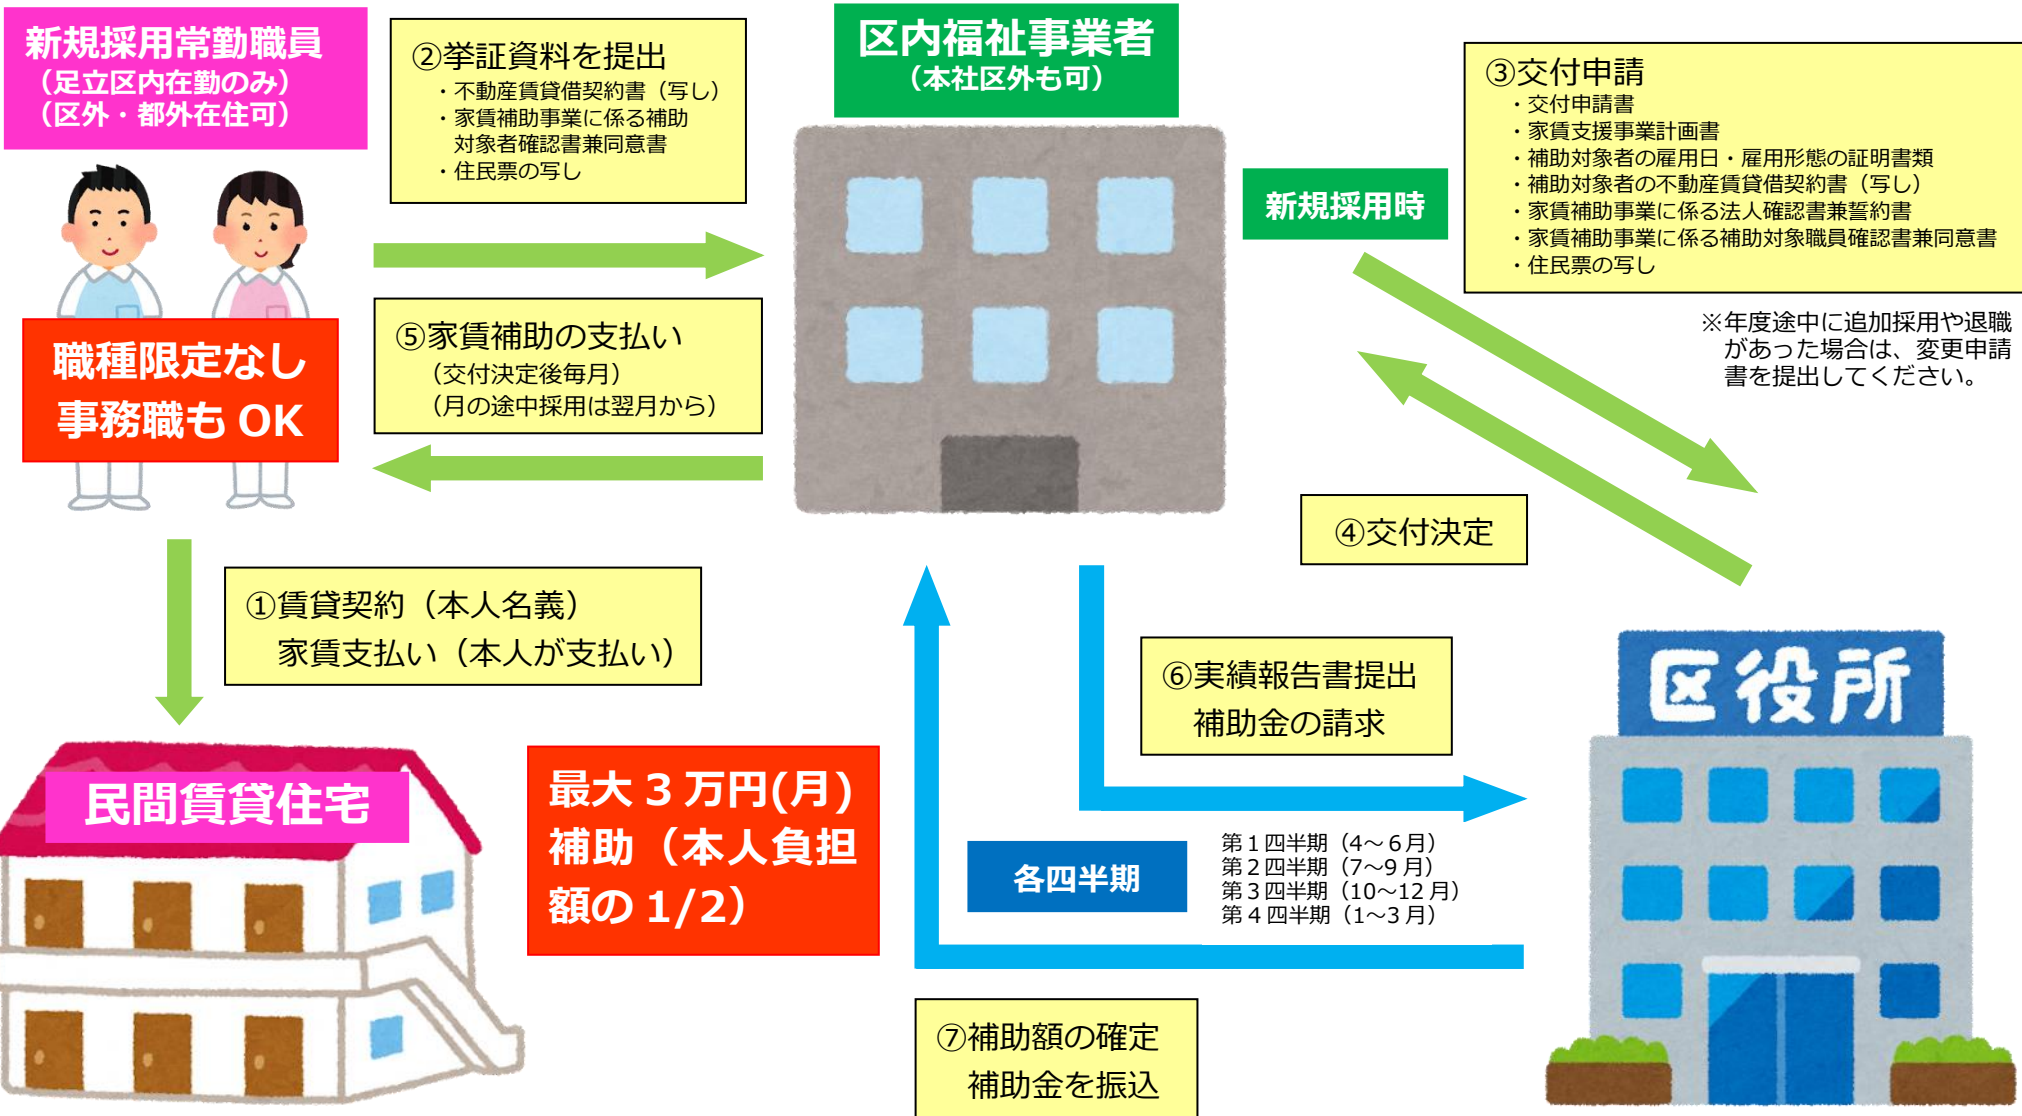 新規採用常勤職員
（足立区内在勤のみ）
（区外・都外在住可）
②挙証資料を提出
・不動産賃貸借契約書（写し）
・家賃補助事業に係る補助
対象者確認書兼同意書
・住民票の写し
区内福祉事業者
（本社区外も可）
新規採用時
③交付申請
・交付申請書
・家賃支援事業計画書
・補助対象者の雇用日・雇用形態の証明書類
・補助対象者の不動産賃貸借契約書（写し）
・家賃補助事業に係る法人確認書兼誓約書
・家賃補助事業に係る補助対象職員確認書兼同意書
・住民票の写し
※年度途中に追加採用や退職
があった場合は、変更申請
書を提出してください。
職種限定なし
事務職も OK
⑤家賃補助の支払い
（交付決定後毎月）
（月の途中採用は翌月から）
④交付決定
①賃貸契約（本人名義）
家賃支払い（本人が支払い）
⑥実績報告書提出
補助金の請求
区役所
民間賃貸住宅
最大 3 万円(月)
補助（本人負担
額の 1/2）
各四半期
第１四半期（4～６月）
第２四半期（7～9 月）
第３四半期（10～12 月）
第４四半期（1～3 月）
⑦補助額の確定
補助金を振込